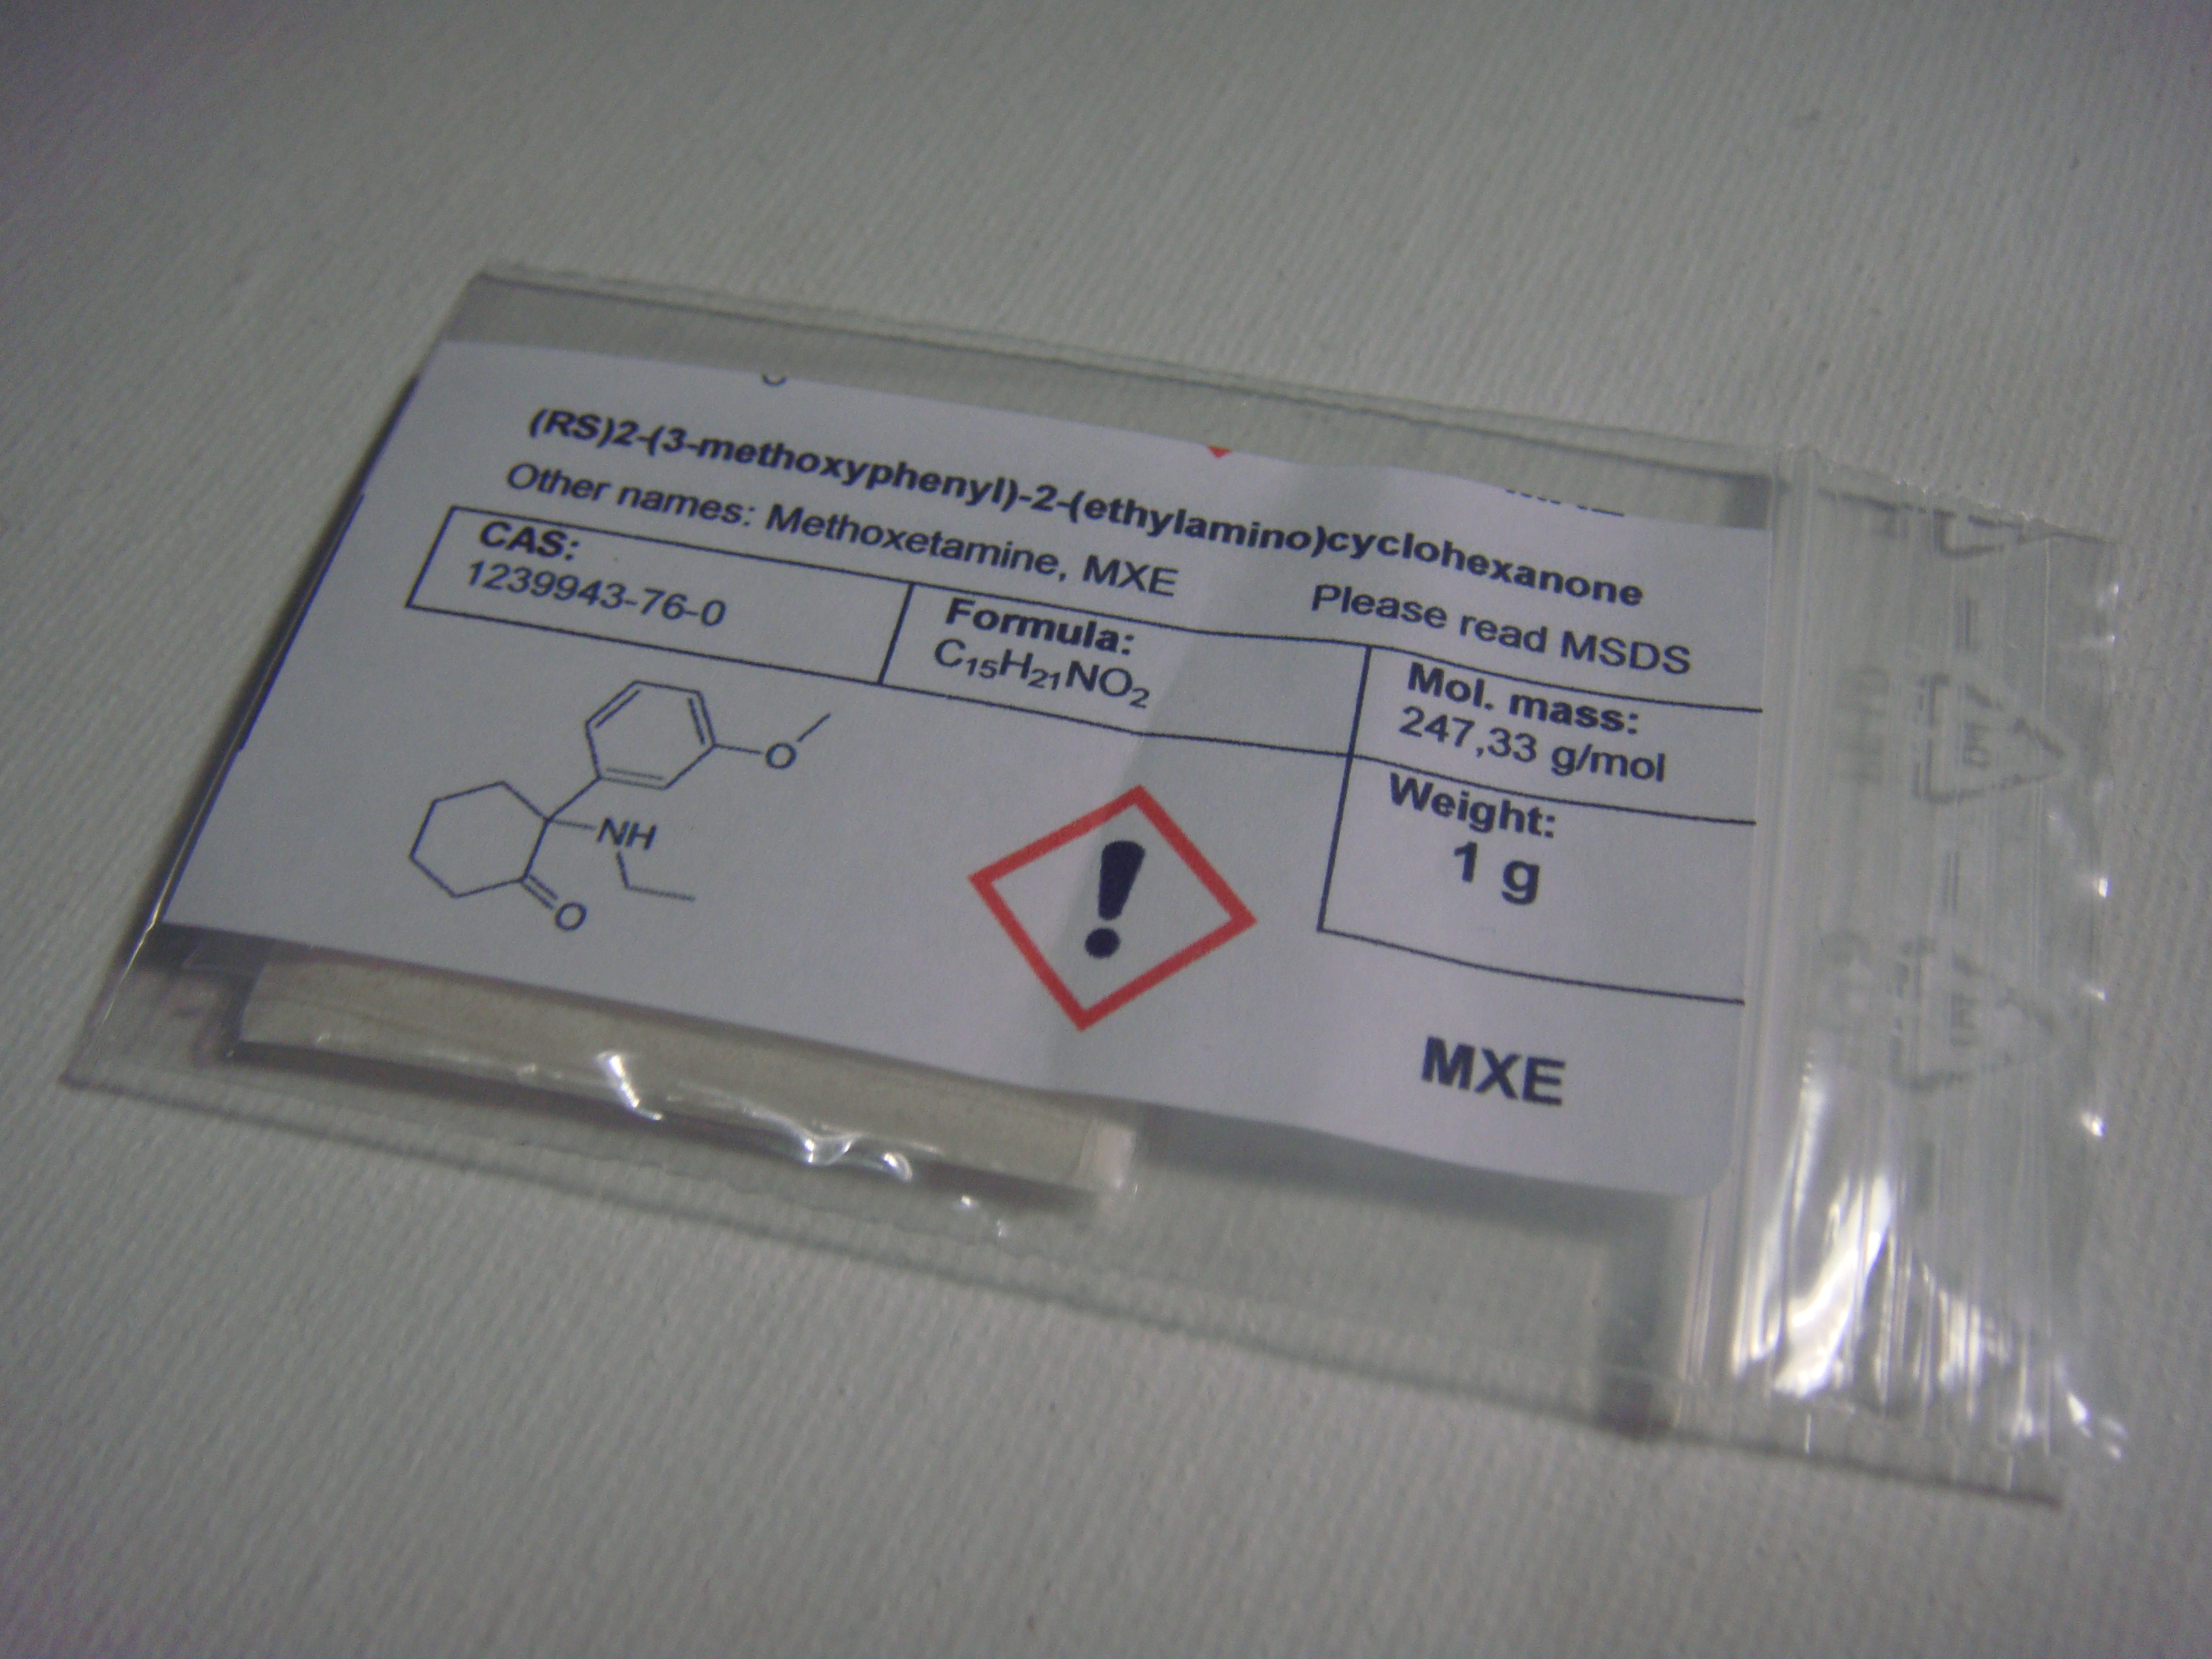 (RS)2-(3-methoxyphenyl)-2-(ethylamino)cyclohexanone
Other names: Methoxetamine, MXE
Please read MSDS
CAS:
1239943-76-0
Formula:
C₁₅H₂₁NO₂
Mol. mass:
247,33 g/mol
Weight:
1 g
O
NH
O
!
MXE